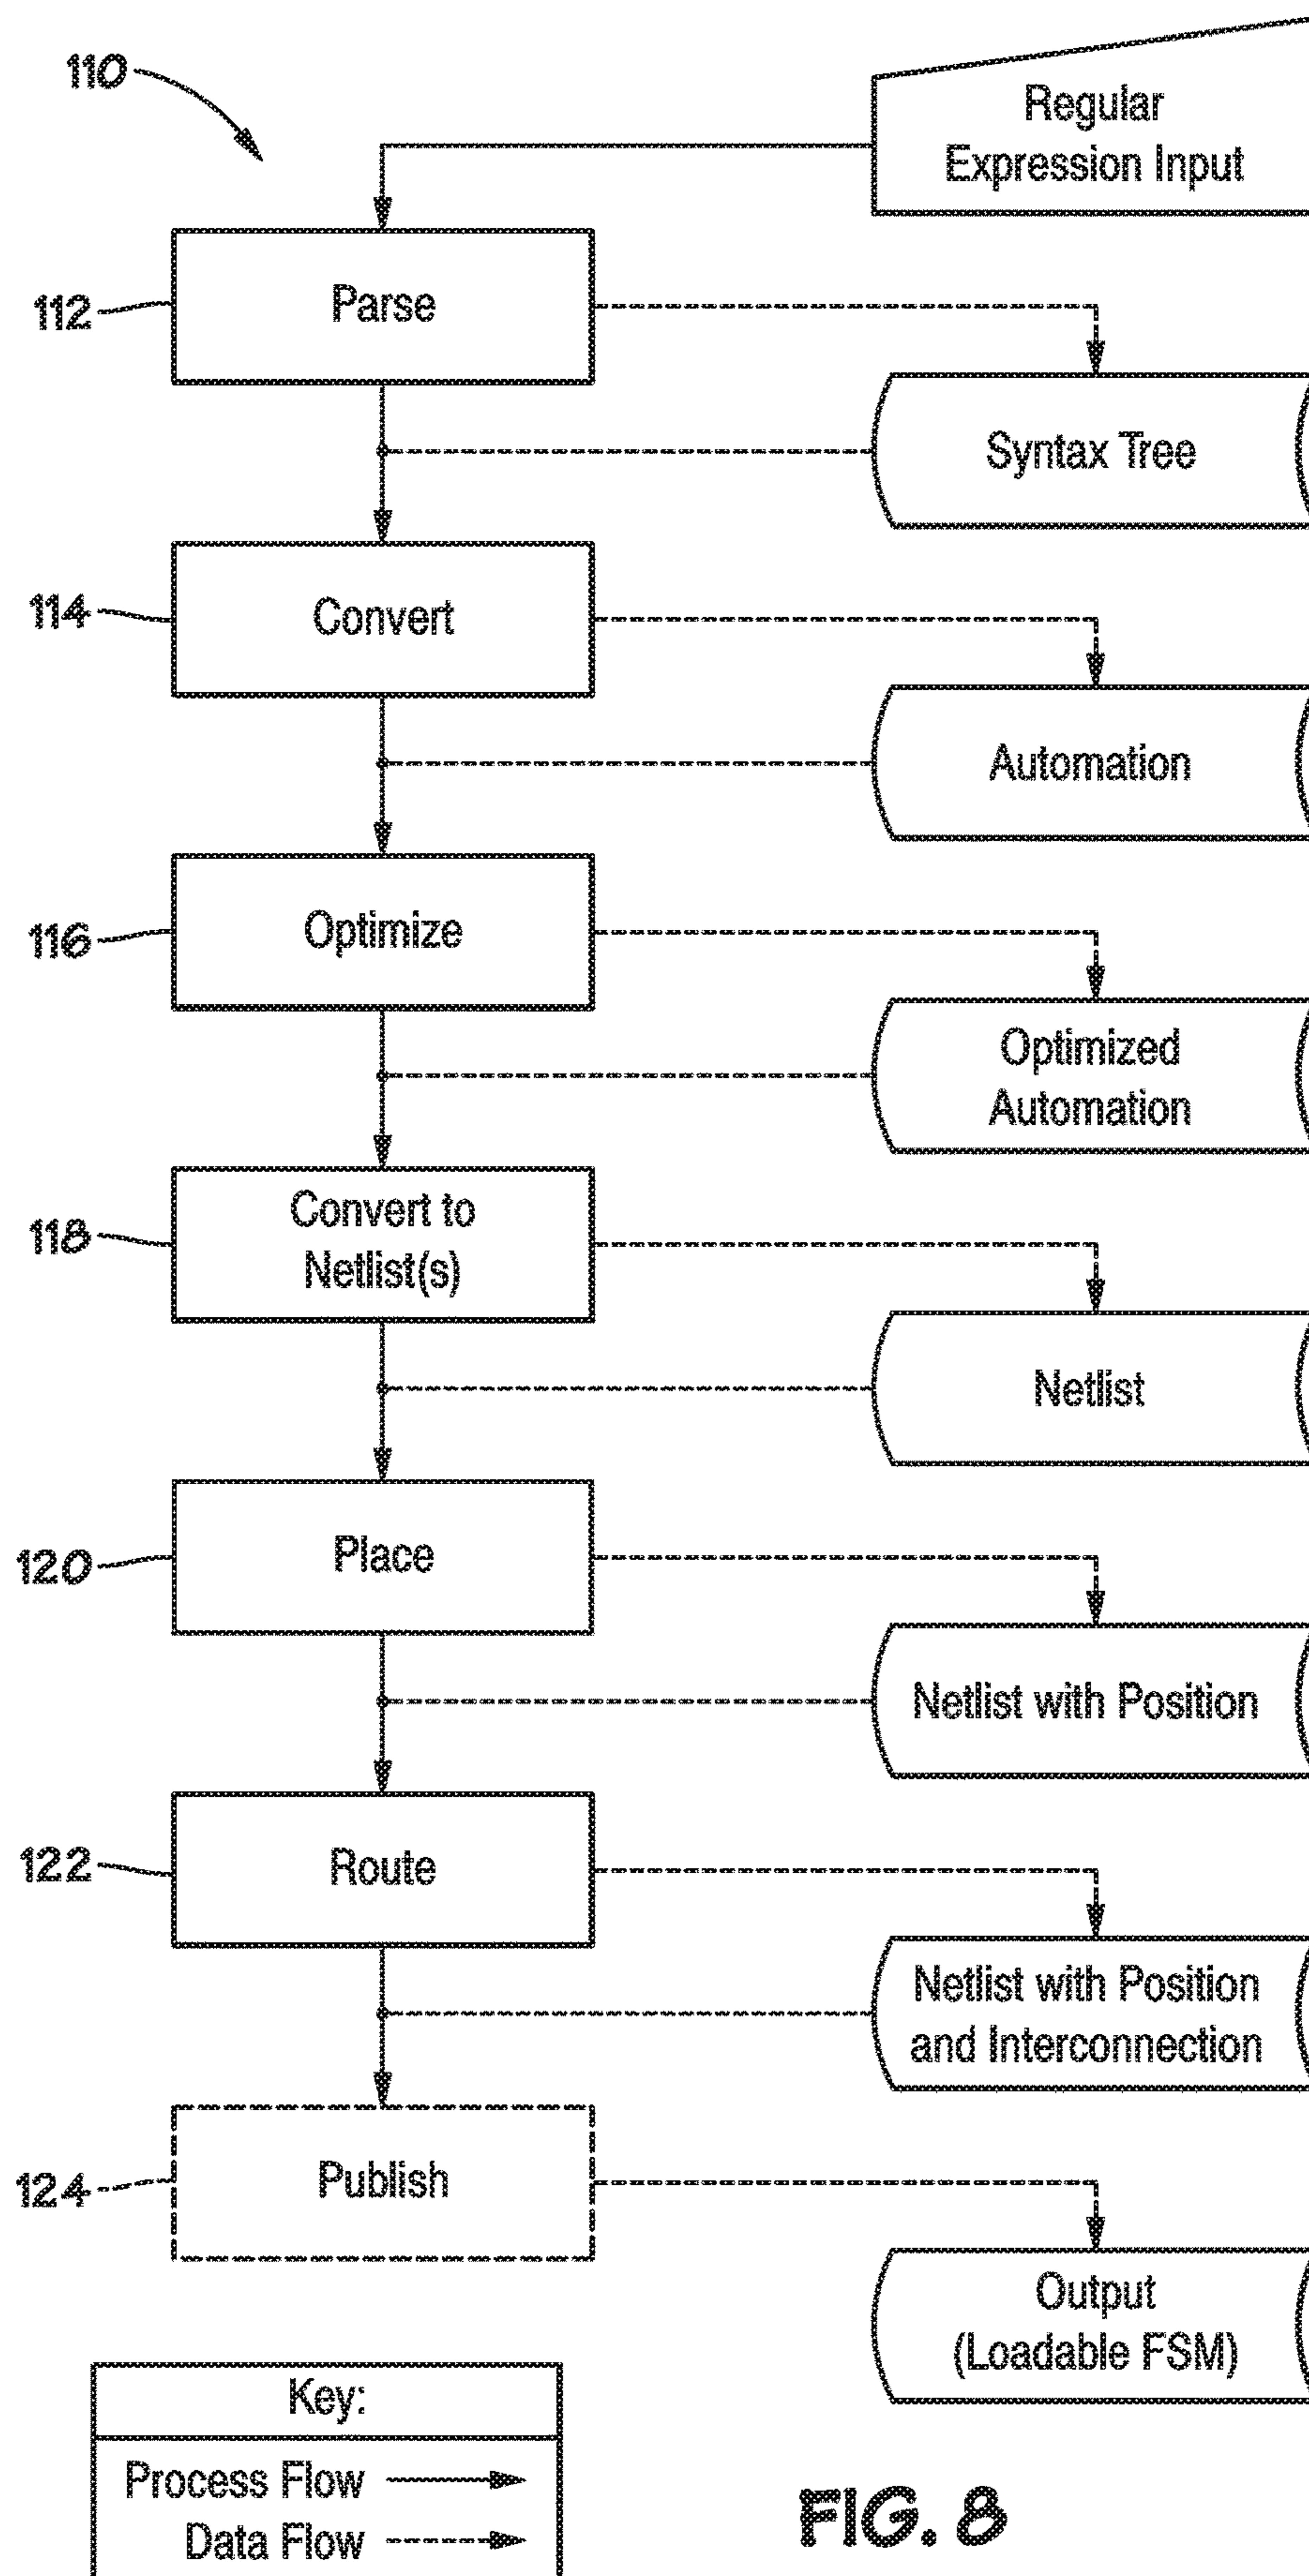 110
Regular
Expression Input
112
Parse
Syntax Tree
114
Convert
Automation
116
Optimize
Optimized
Automation
118
Convert to
Netlist(s)
Netlist
120
Place
Netlist with Position
122
Route
Netlist with Position
and Interconnection
124
Publish
Output
(Loadable FSM)
Key:
Process Flow
Data Flow
FIG. 8